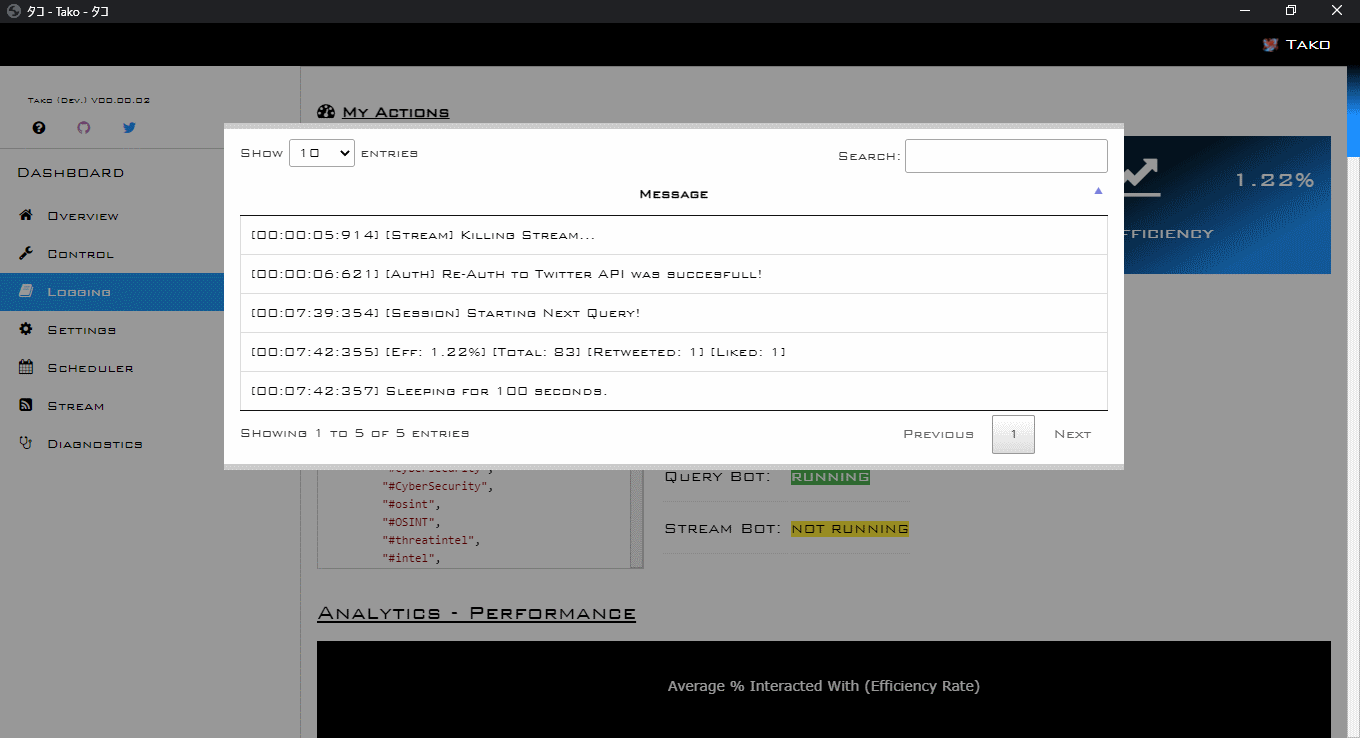 タコ - Tako - タコ
Tako
Tako (Dev.) V00.00.02
Dashboard
Overview
Control
Logging
Settings
Scheduler
Stream
Diagnostics
My Actions
1.22%
FFICIENCY
Show 10 entries
Search:
Message
[00:00:05:914] [Stream] Killing Stream...
[00:00:06:621] [Auth] Re-Auth to Twitter API was succesfull!
[00:07:39:354] [Session] Starting Next Query!
[00:07:42:355] [Eff: 1.22%] [Total: 83] [Retweeted: 1] [Liked: 1]
[00:07:42:357] Sleeping for 100 seconds.
Showing 1 to 5 of 5 entries
Previous 1 Next
"#CyberSecurity",
"#osint",
"#OSINT",
"#threatintel",
"#intel",
Query Bot: RUNNING
Stream Bot: NOT RUNNING
Analytics - Performance
Average % Interacted With (Efficiency Rate)